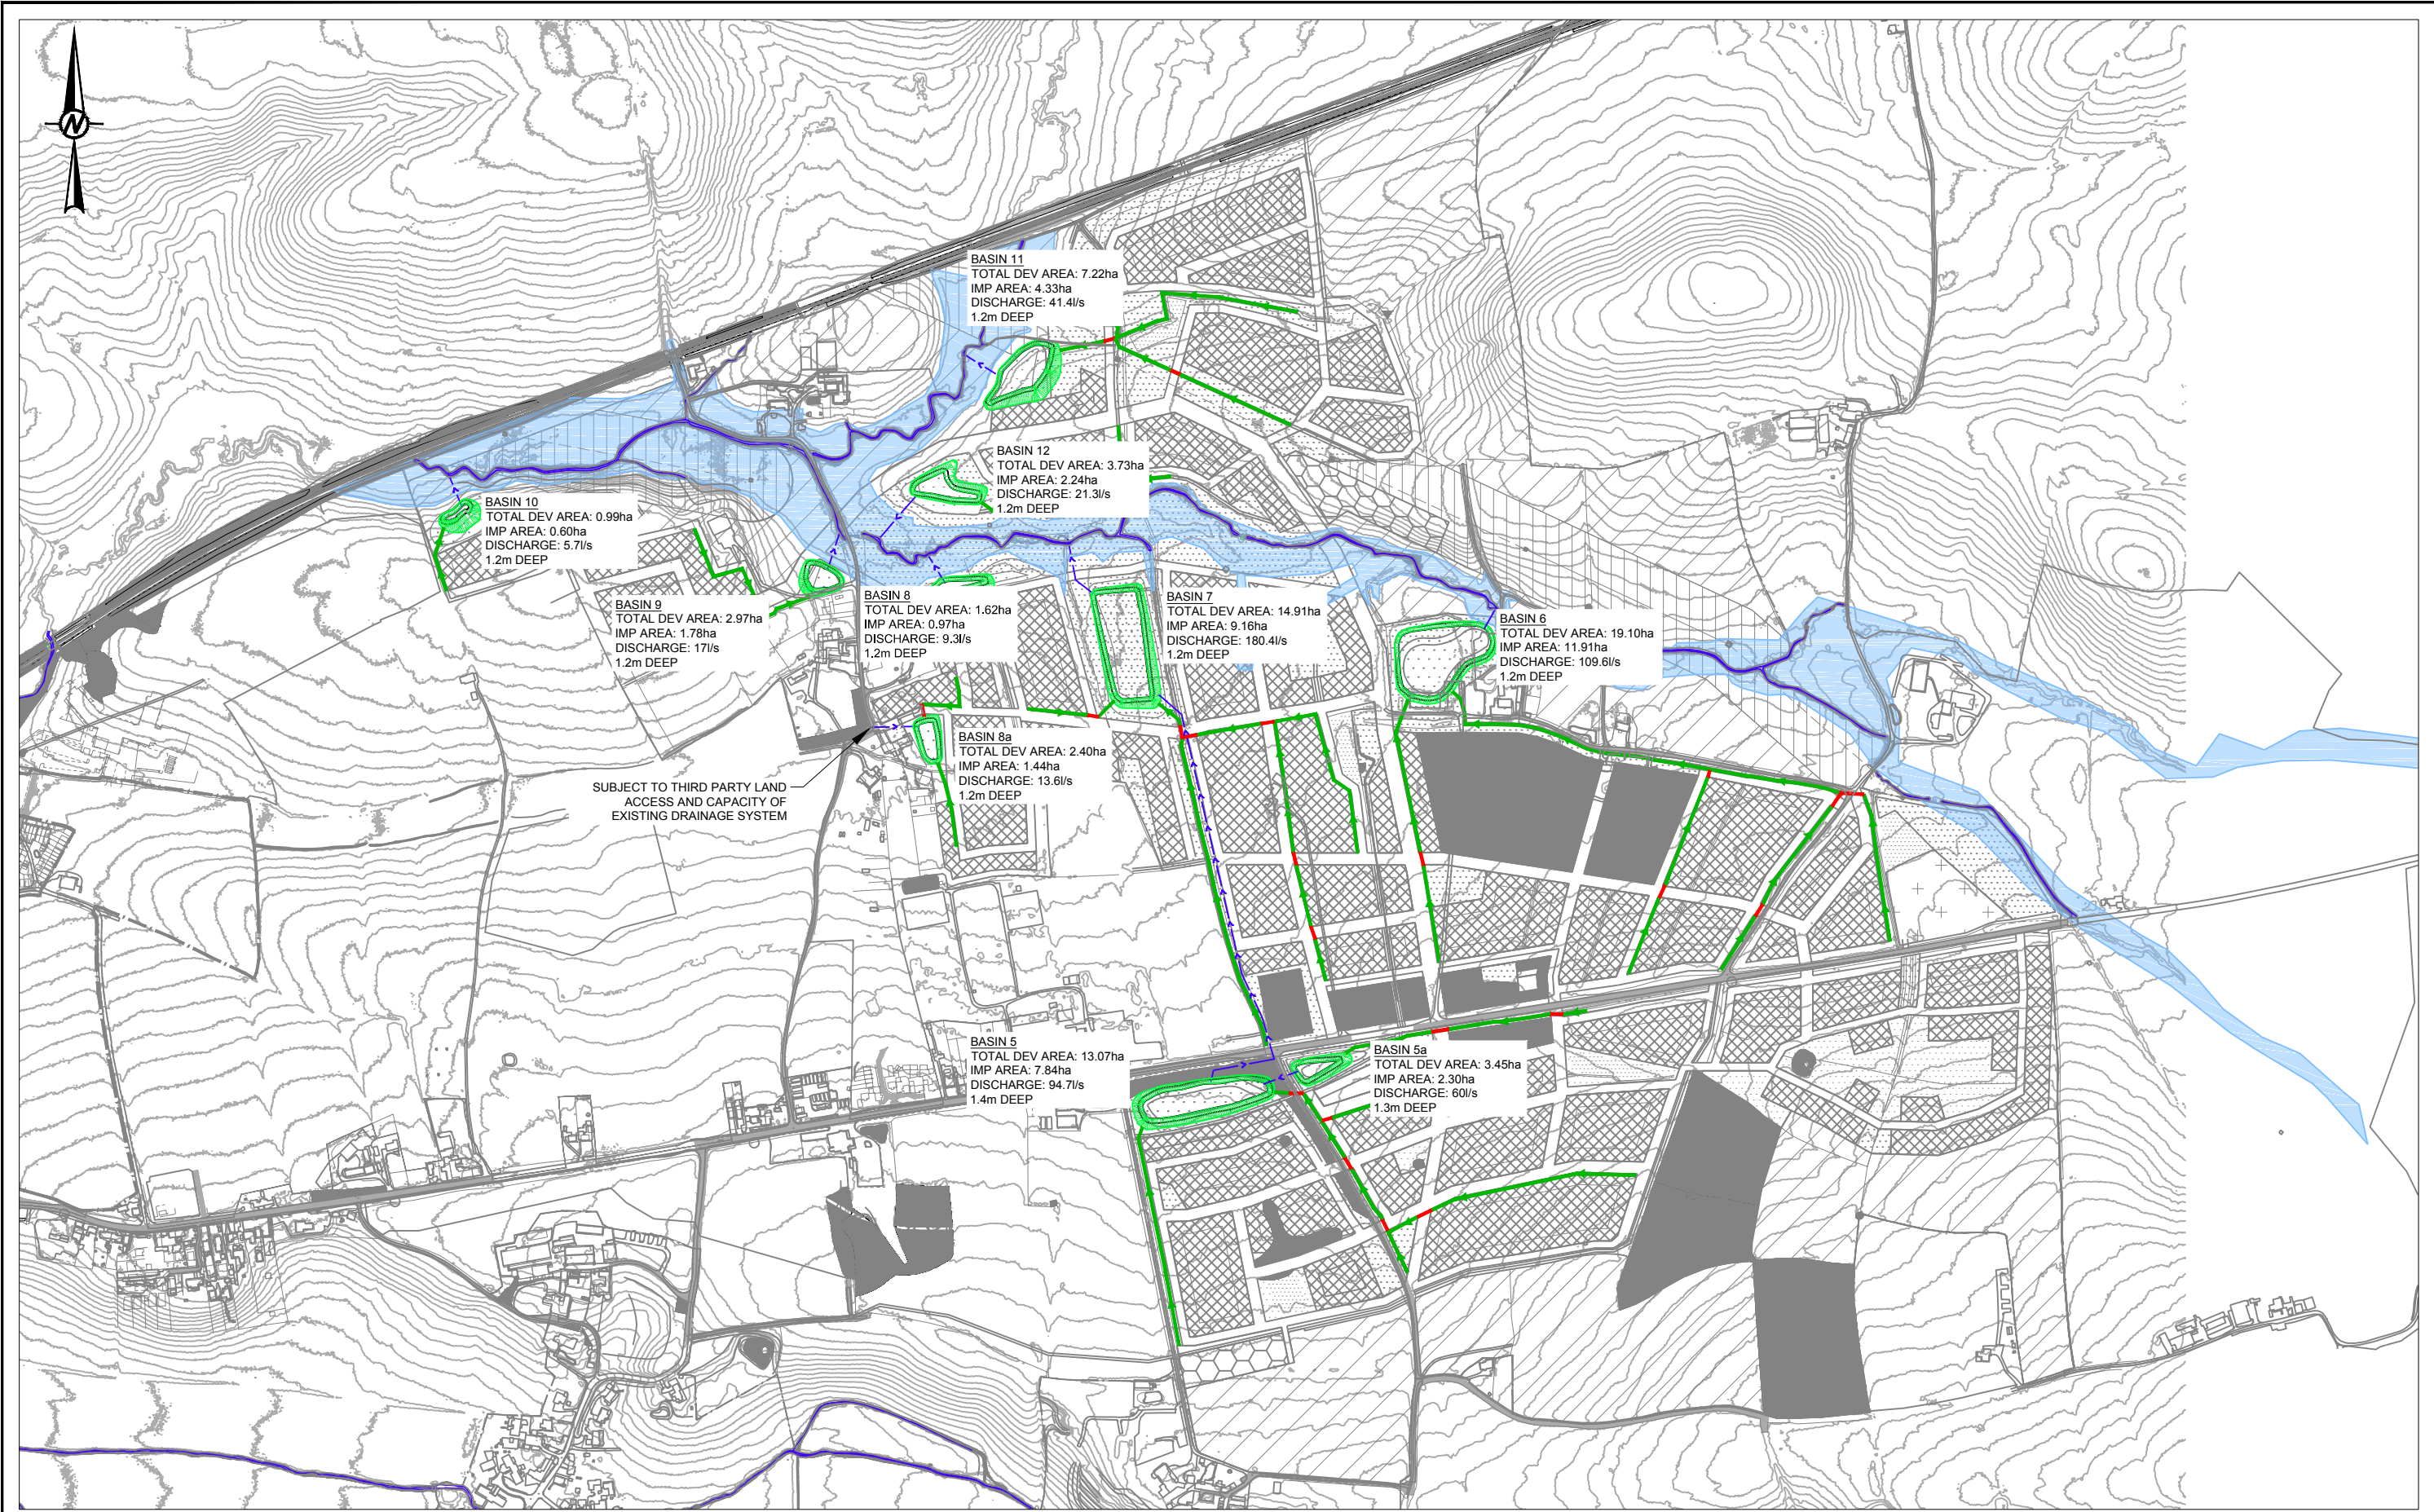 N
BASIN 11
TOTAL DEV AREA: 7.22ha
IMP AREA: 4.33ha
DISCHARGE: 41.4l/s
1.2m DEEP
BASIN 12
TOTAL DEV AREA: 3.73ha
IMP AREA: 2.24ha
DISCHARGE: 21.3l/s
1.2m DEEP
BASIN 10
TOTAL DEV AREA: 0.99ha
IMP AREA: 0.60ha
DISCHARGE: 5.7l/s
1.2m DEEP
BASIN 9
TOTAL DEV AREA: 2.97ha
IMP AREA: 1.78ha
DISCHARGE: 17l/s
1.2m DEEP
BASIN 8
TOTAL DEV AREA: 1.62ha
IMP AREA: 0.97ha
DISCHARGE: 9.3l/s
1.2m DEEP
BASIN 7
TOTAL DEV AREA: 14.91ha
IMP AREA: 9.16ha
DISCHARGE: 180.4l/s
1.2m DEEP
BASIN 6
TOTAL DEV AREA: 19.10ha
IMP AREA: 11.91ha
DISCHARGE: 109.6l/s
1.2m DEEP
BASIN 8a
TOTAL DEV AREA: 2.40ha
IMP AREA: 1.44ha
DISCHARGE: 13.6l/s
1.2m DEEP
SUBJECT TO THIRD PARTY LAND
ACCESS AND CAPACITY OF
EXISTING DRAINAGE SYSTEM
BASIN 5
TOTAL DEV AREA: 13.07ha
IMP AREA: 7.84ha
DISCHARGE: 94.7l/s
1.4m DEEP
BASIN 5a
TOTAL DEV AREA: 3.45ha
IMP AREA: 2.30ha
DISCHARGE: 60l/s
1.3m DEEP